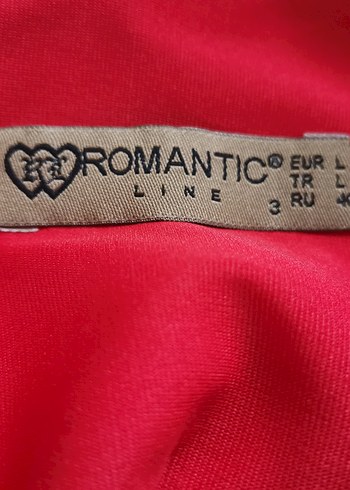 ROMANTIC® EUR L
LINE TR L
3 RU